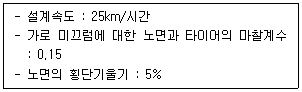 - 설계속도 : 25km/시간
- 가로 미끄럼에 대한 노면과 타이어의 마찰계수
: 0.15
- 노면의 횡단기울기 : 5%